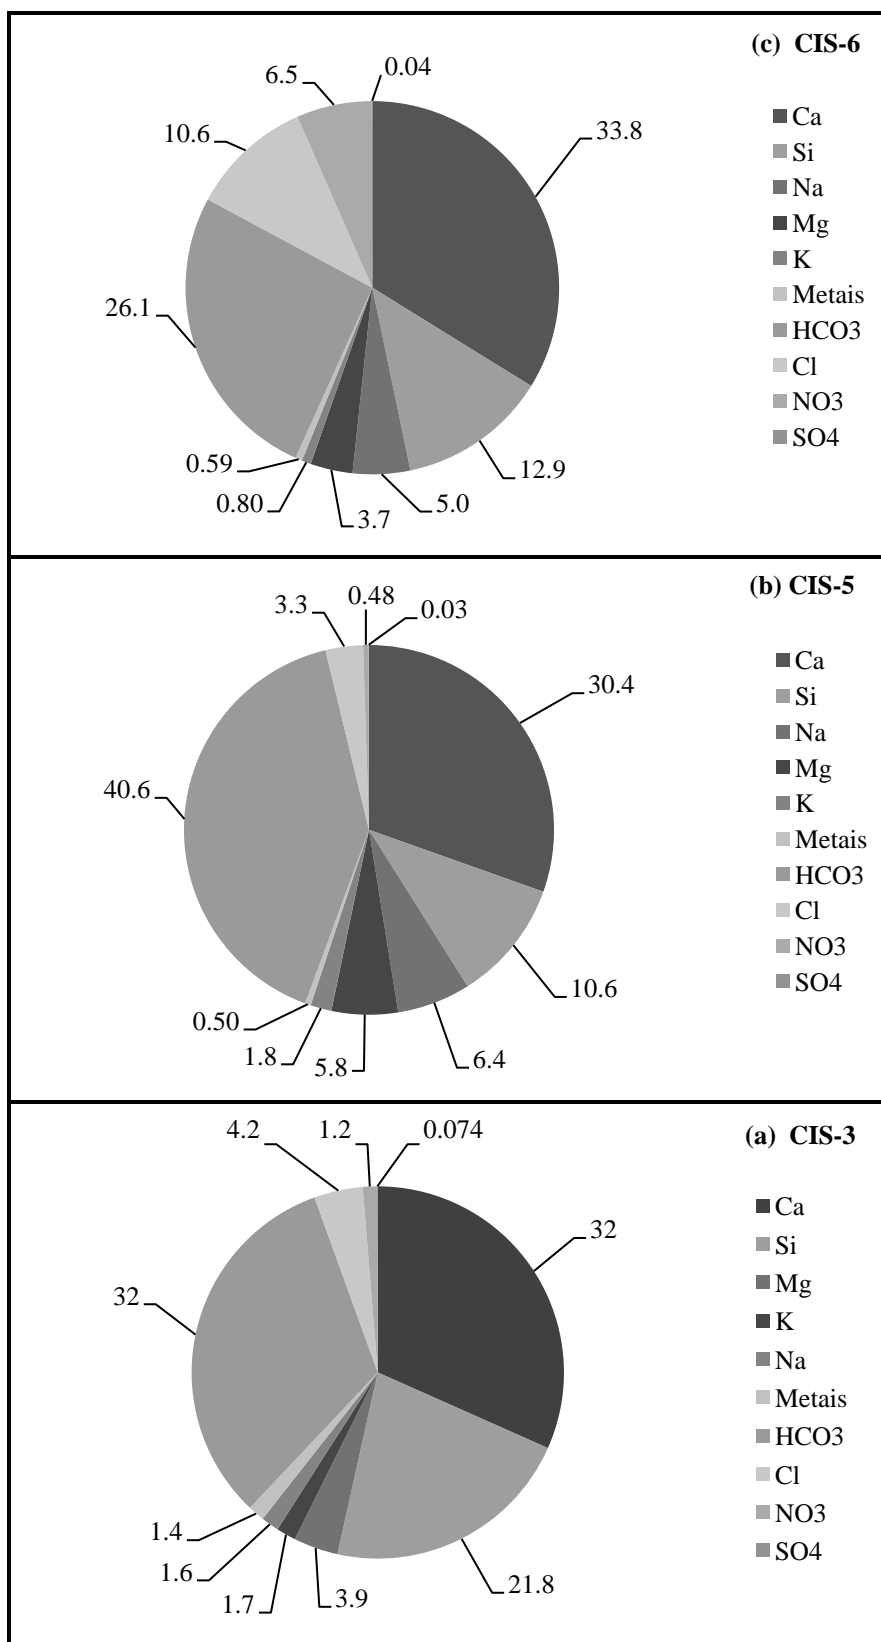 (c) CIS-6
6.5
0.04
10.6
33.8
26.1
0.59
0.80
3.7
5.0
12.9
Ca
Si
Na
Mg
K
Metais
HCO3
Cl
NO3
SO4
(b) CIS-5
3.3
0.48
0.03
30.4
40.6
0.50
1.8
5.8
6.4
10.6
Ca
Si
Na
Mg
K
Metais
HCO3
Cl
NO3
SO4
(a) CIS-3
4.2
1.2
0.074
32
32
1.4
1.6
1.7
3.9
21.8
Ca
Si
Mg
K
Na
Metais
HCO3
Cl
NO3
SO4